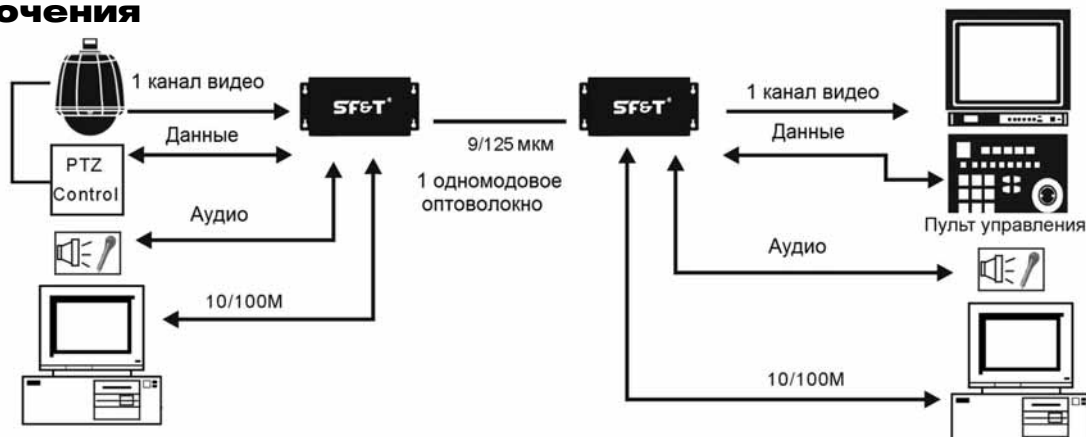 очения
1 канал видео
SF&T
SF&T
1 канал видео
Данные
9/125 мкм
Данные
PTZ
Control
1 одномодовое
оптоволокно
Аудио
Пульт управления
Аудио
10/100M
10/100M